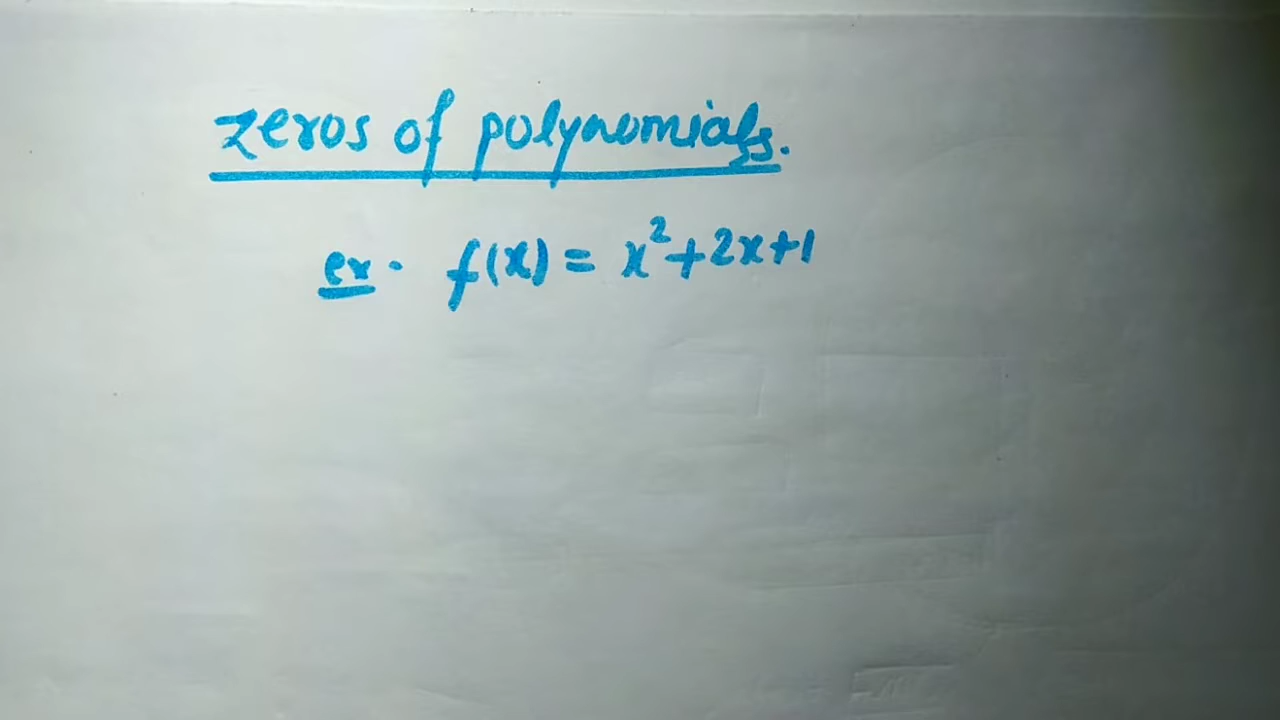 zeros of polynomials.
ex. f(x) = x²+2x+1